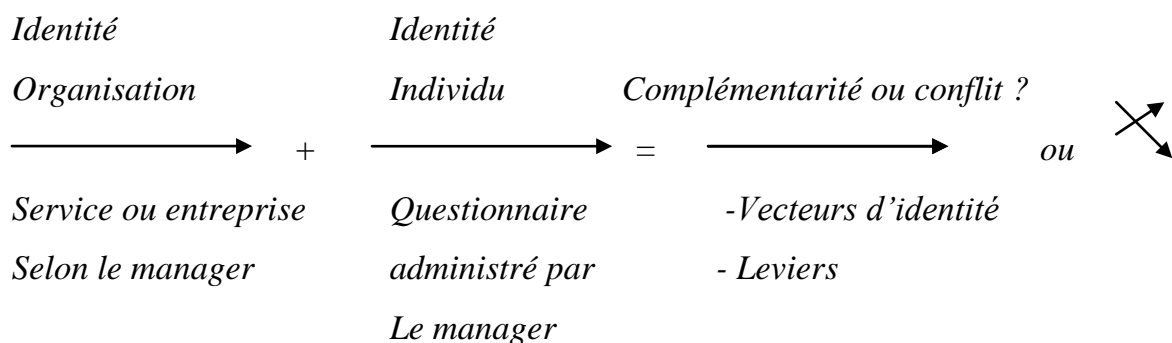 Identité Identité
Organisation Individu Complémentarité ou conflit ?
+ = ou
Service ou entreprise Questionnaire -Vecteurs d’identité
Selon le manager administré par - Leviers
Le manager